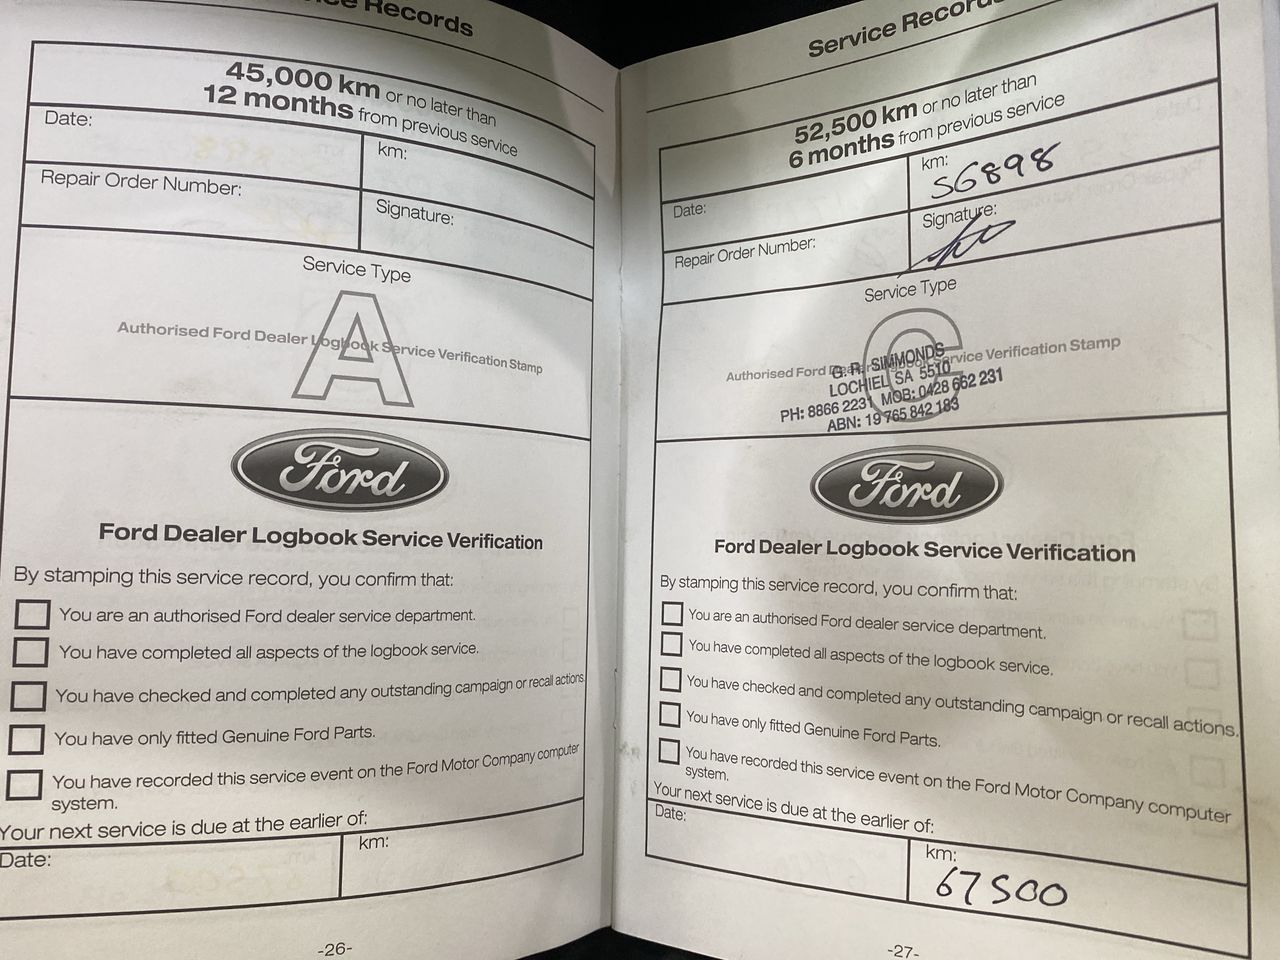 ce Records
45,000 km or no later than
12 months from previous service
Date:
km:
Repair Order Number:
Signature:
Service Type
A
Authorised Ford Dealer Logbook Service Verification Stamp
Ford
Ford Dealer Logbook Service Verification
By stamping this service record, you confirm that:
You are an authorised Ford dealer service department.
You have completed all aspects of the logbook service.
You have checked and completed any outstanding campaign or recall actions.
You have only fitted Genuine Ford Parts.
You have recorded this service event on the Ford Motor Company computer
system.
Your next service is due at the earlier of:
Date:
km:
-26-
Service Record
52,500 km or no later than
6 months from previous service
Date:
km:
56898
Repair Order Number:
Signature:
Service Type
C
Authorised Ford Dealer Logbook Service Verification Stamp
G.R. SIMMONDS
LOCHIEL SA 5510
PH: 8866 2231 MOB: 0428 662 231
ABN: 19 765 842 183
Ford
Ford Dealer Logbook Service Verification
By stamping this service record, you confirm that:
You are an authorised Ford dealer service department.
You have completed all aspects of the logbook service.
You have checked and completed any outstanding campaign or recall actions.
You have only fitted Genuine Ford Parts.
You have recorded this service event on the Ford Motor Company computer
system.
Your next service is due at the earlier of:
Date:
km:
67500
-27-